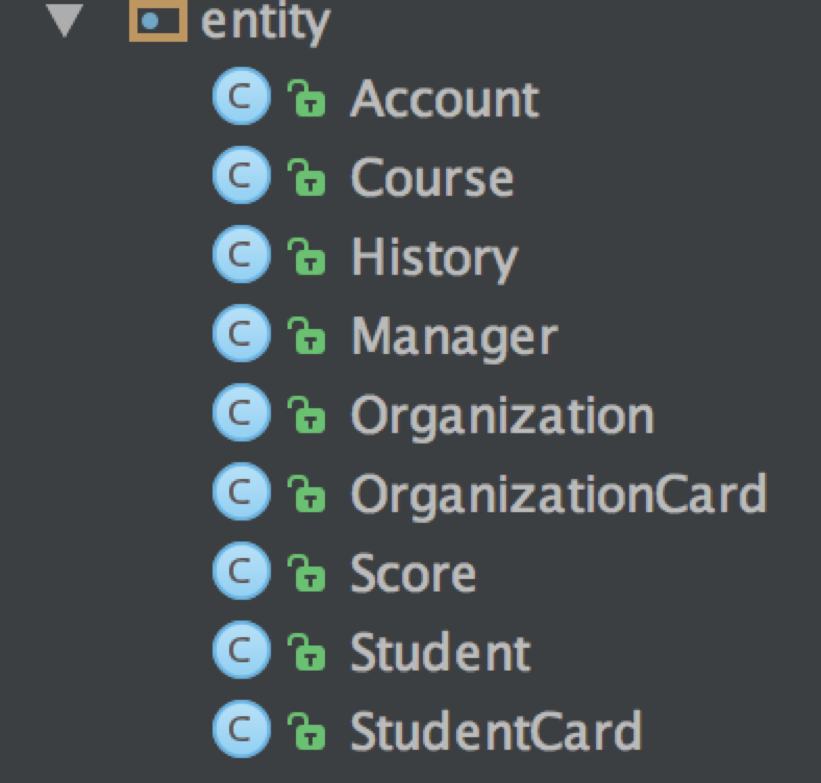 entity
C Account
C Course
C History
C Manager
C Organization
C OrganizationCard
C Score
C Student
C StudentCard